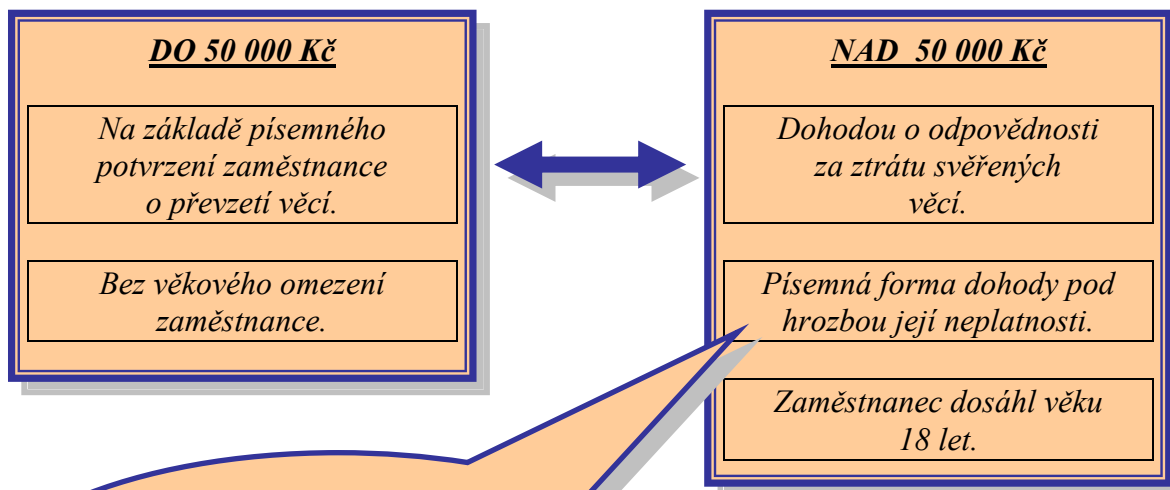 DO 50 000 Kč
Na základě písemného
potvrzení zaměstnance
o převzetí věcí.
Bez věkového omezení
zaměstnance.
NAD 50 000 Kč
Dohodou o odpovědnosti
za ztrátu svěřených
věcí.
Písemná forma dohody pod
hrozbou její neplatnosti.
Zaměstnanec dosáhl věku
18 let.